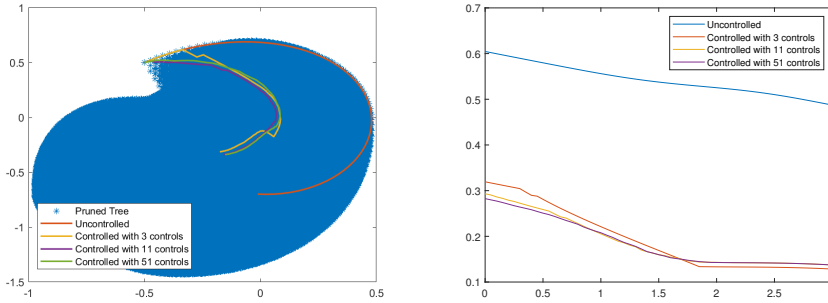 1
0.5
0
-0.5
-1
-1.5
-1
-0.5
0
0.5
Pruned Tree
Uncontrolled
Controlled with 3 controls
Controlled with 11 controls
Controlled with 51 controls
0.7
0.6
0.5
0.4
0.3
0.2
0.1
0
0.5
1
1.5
2
2.5
Uncontrolled
Controlled with 3 controls
Controlled with 11 controls
Controlled with 51 controls